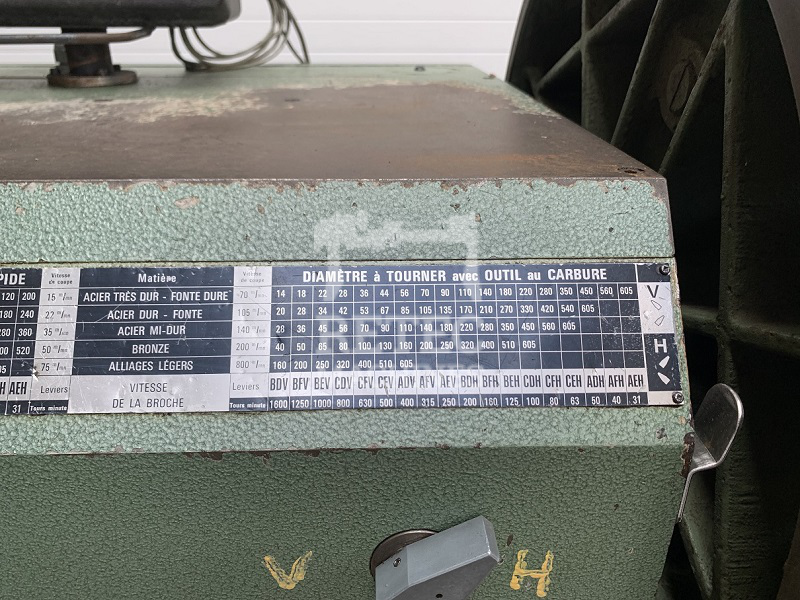 PIDE Vitesse de coupe Matière Vitesse de coupe DIAMÈTRE à TOURNER avec OUTIL au CARBURE
120 200 15 m/mn ACIER TRÈS DUR - FONTE DURE 70 m/mn 14 18 22 28 36 44 56 70 90 110 140 180 220 280 350 450 560 605 V
180 240 22 m/mn ACIER DUR - FONTE 105 m/mn 20 28 34 42 53 67 85 105 135 170 210 270 330 420 540 605
280 360 35 m/mn ACIER MI-DUR 140 m/mn 28 36 45 58 70 90 110 140 180 220 280 350 450 560 605
520 50 m/mn BRONZE 200 m/mn 40 50 65 80 100 130 160 200 250 320 400 510 605 H
605 75 m/mn ALLIAGES LÉGERS 800 m/mn 160 200 250 320 400 510 605
AEH Leviers VITESSE Leviers BDV BFV BEV CDV CFV CEV ADV AFV AEV BDH BFH BEH CDH CFH CEH ADH AFH AEH
31 Tours minute DE LA BROCHE Tours minute 1600 1250 1000 800 630 500 400 315 250 200 160 125 100 80 63 50 40 31
V H